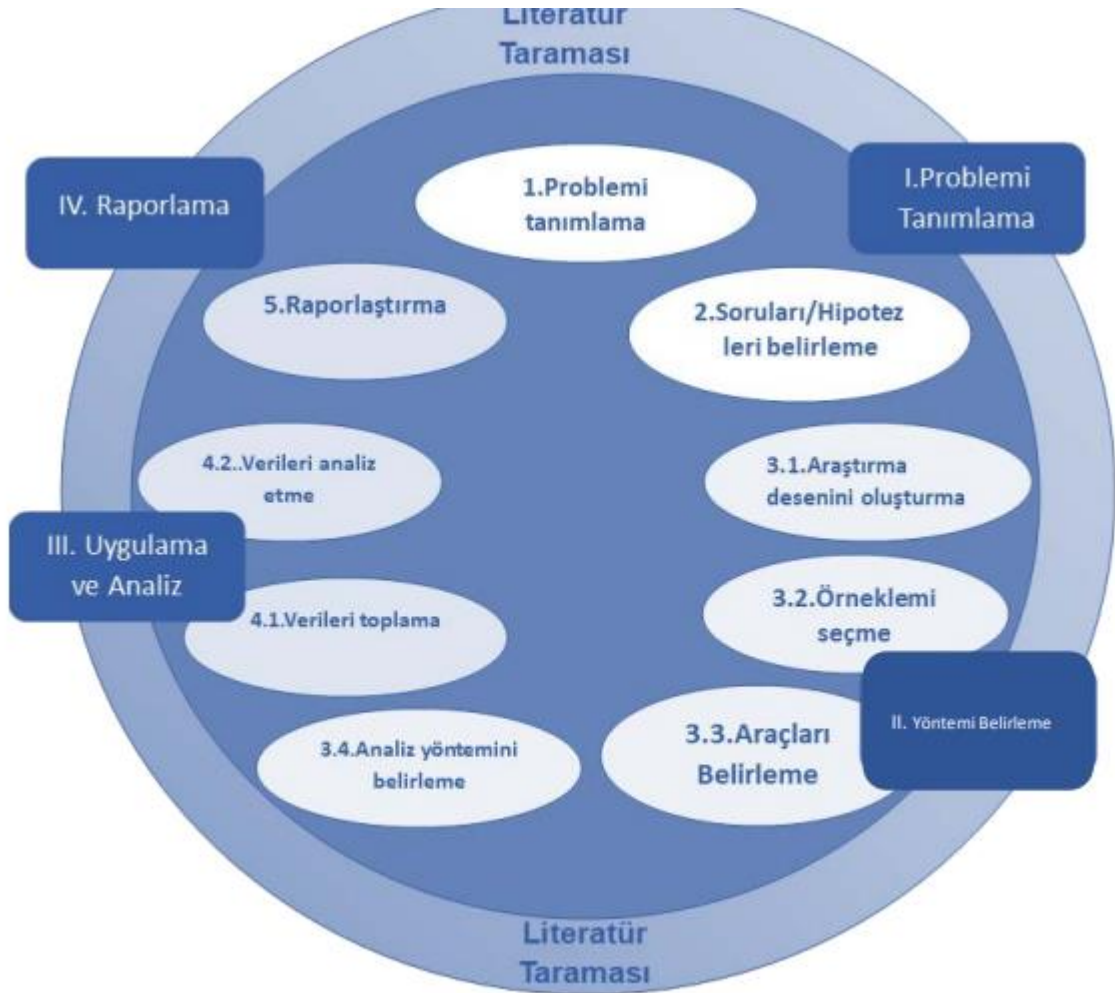 Literatür
Taraması
IV. Raporlama
I.Problemi
Tanımlama
1.Problemi
tanımlama
5.Raporlaştırma
2.Soruları/Hipotez
leri belirleme
4.2..Verileri analiz
etme
3.1.Araştırma
desenini oluşturma
III. Uygulama
ve Analiz
3.2.Örneklemi
seçme
4.1.Verileri toplama
II. Yöntemi Belirleme
3.4.Analiz yöntemini
belirleme
3.3.Araçları
Belirleme
Literatür
Taraması